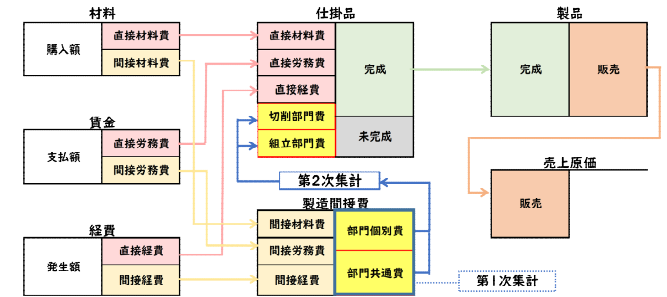 材料
購入額
直接材料費
間接材料費
賃金
支払額
直接労務費
間接労務費
経費
発生額
直接経費
間接経費
仕掛品
直接材料費
直接労務費
直接経費
切削部門費
組立部門費
完成
未完成
第2次集計
製造間接費
間接材料費
間接労務費
間接経費
部門個別費
部門共通費
第1次集計
製品
完成
販売
売上原価
販売